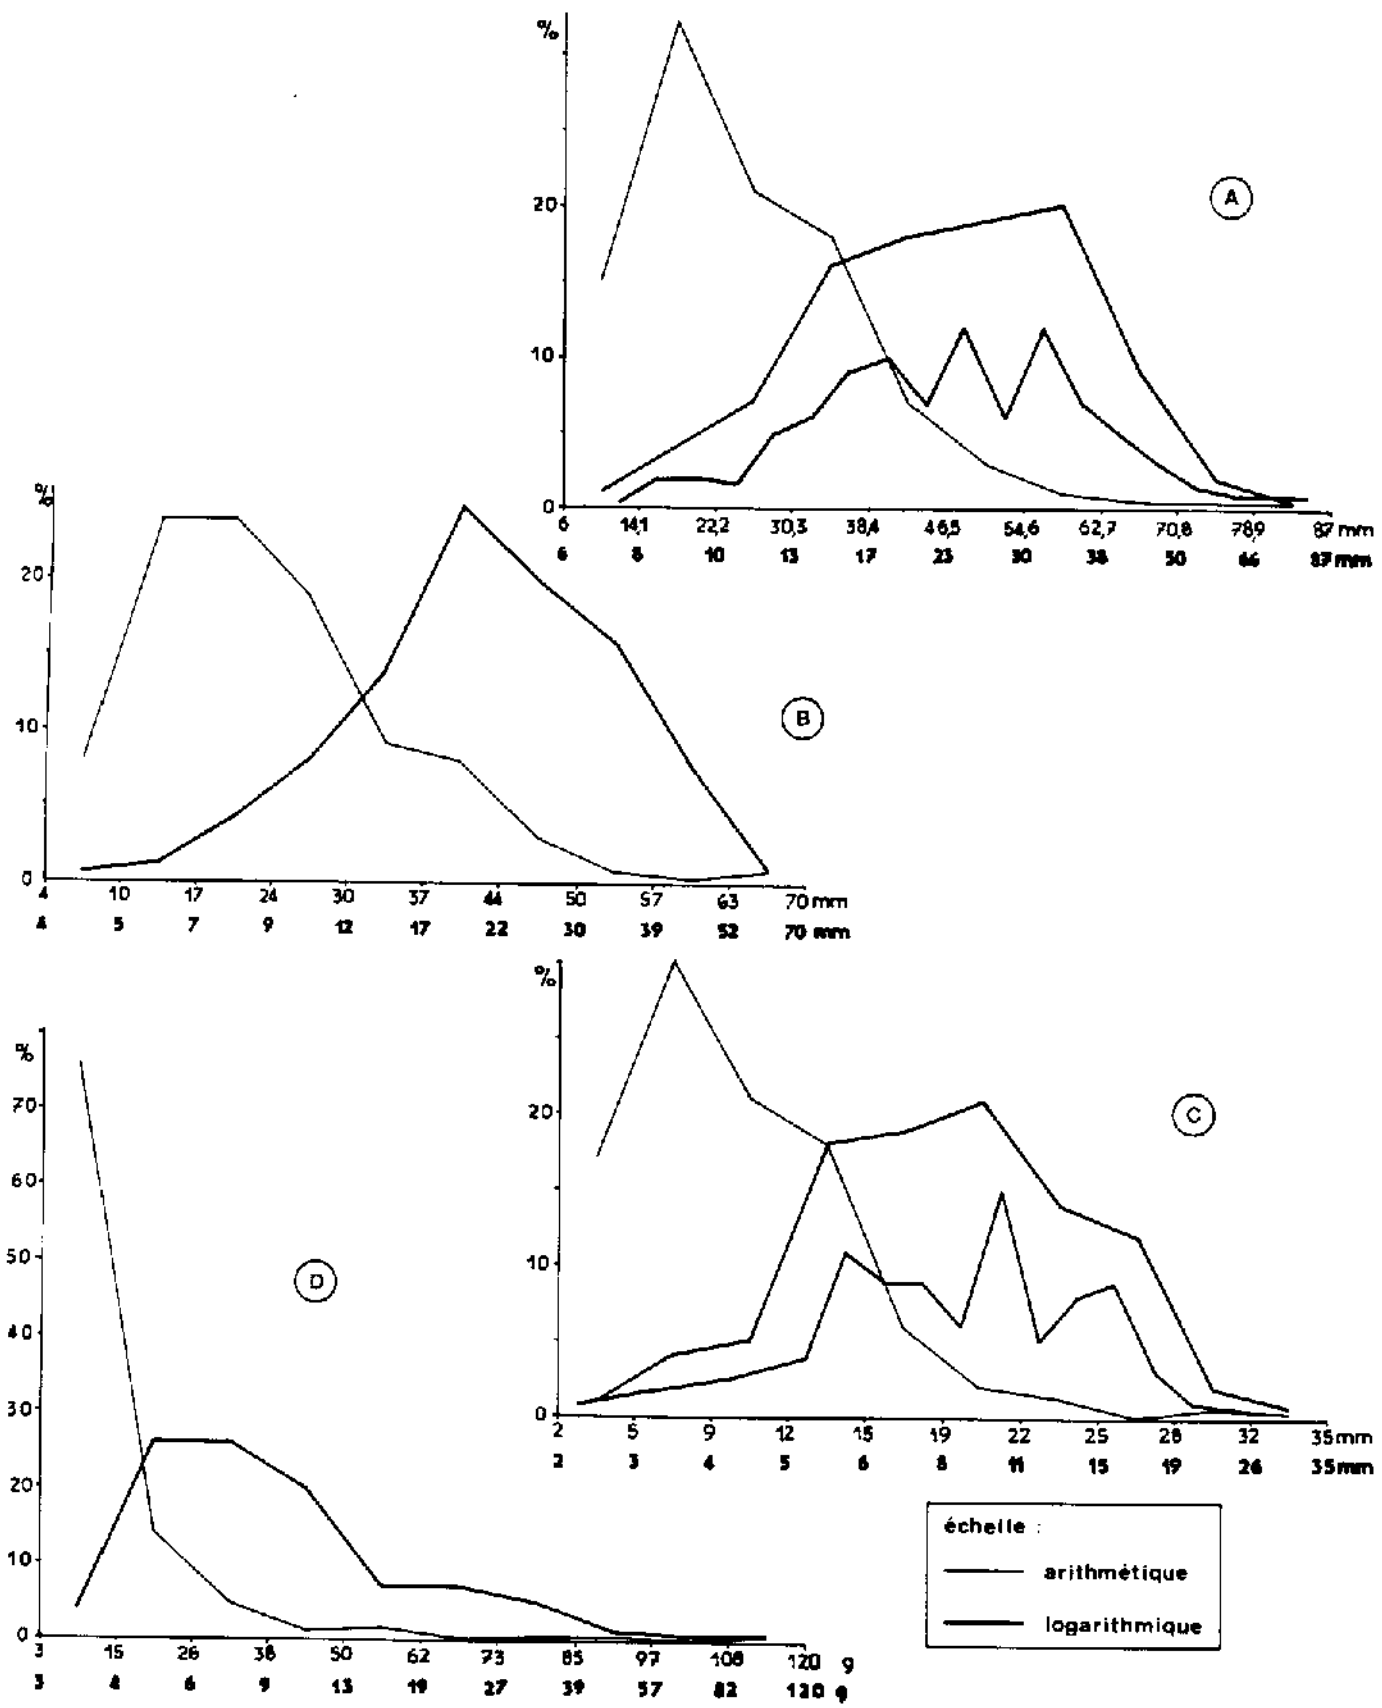 %
A
20
10
0
6 14,1 22,2 30,3 38,4 46,5 54,6 62,7 70,8 78,9 87 mm
6 8 10 13 17 23 30 38 50 66 87 mm
%
20
B
10
0
4 10 17 24 30 37 44 50 57 63 70 mm
4 5 7 9 12 17 22 30 39 52 70 mm
%
C
20
10
0
2 5 9 12 15 19 22 25 28 32 35 mm
2 3 4 5 6 8 11 15 19 26 35 mm
%
70
60
50
D
40
30
20
10
0
3 15 26 38 50 62 73 85 97 108 120 g
3 4 6 9 13 19 27 39 57 82 120 g
échelle :
arithmétique
logarithmique